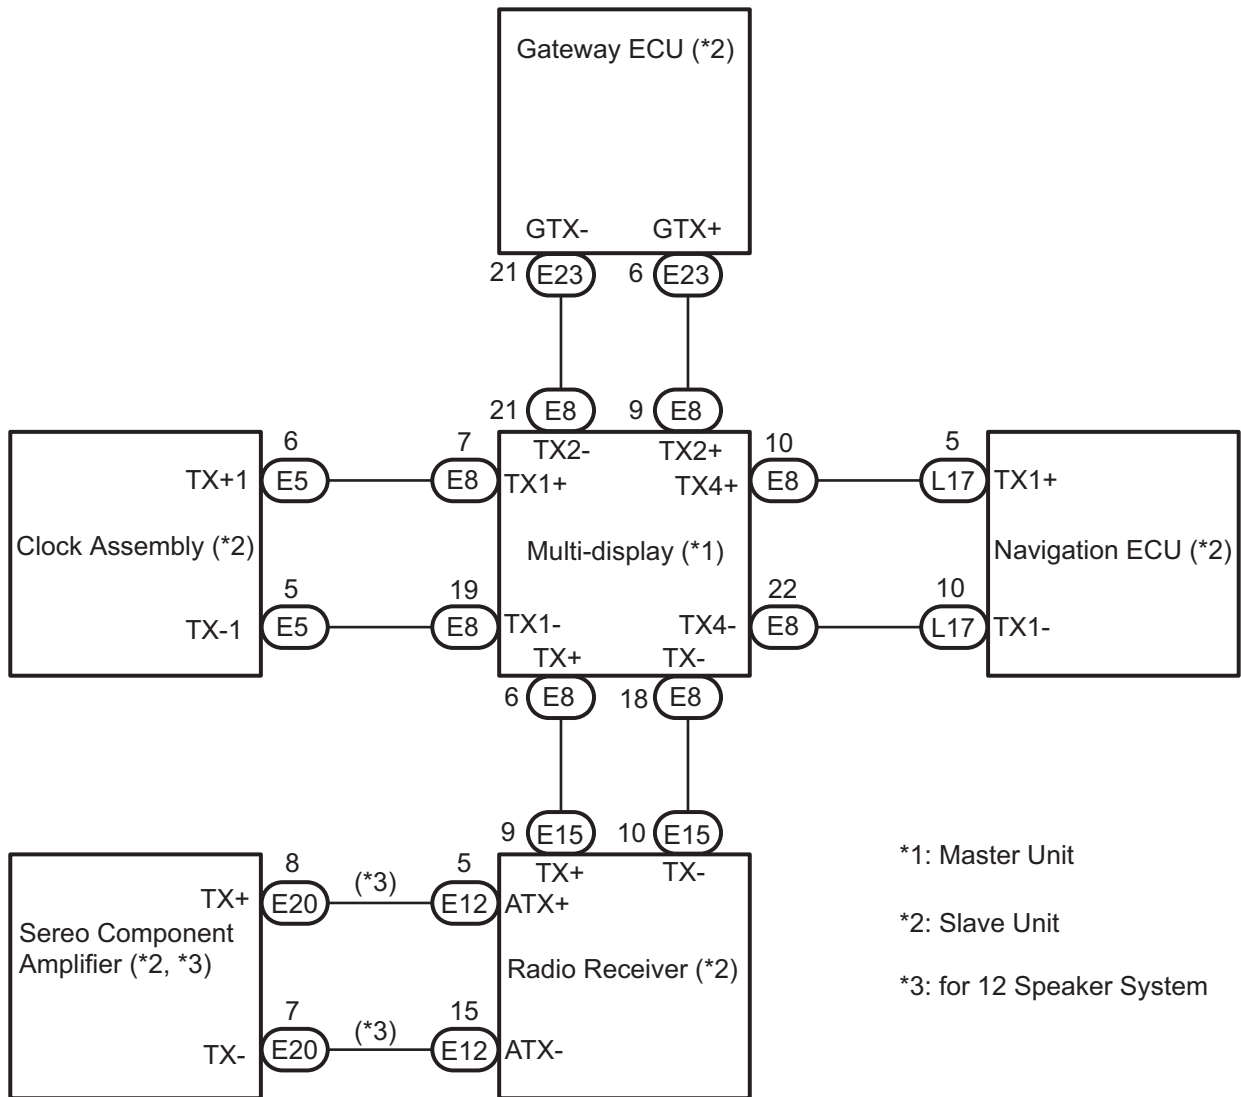 Gateway ECU (*2)
GTX- GTX+
21 E23 6 E23
21 E8 9 E8
TX2- TX2+
6 7 10 5
TX+1 E5 E8 TX1+ TX4+ E8 L17 TX1+
Clock Assembly (*2) Multi-display (*1) Navigation ECU (*2)
5 19 22 10
TX-1 E5 E8 TX1- TX4- E8 L17 TX1-
TX+ TX-
6 E8 18 E8
9 E15 10 E15
TX+ TX-
8 (*3) 5
TX+ E20 E12 ATX+
Sereo Component
Amplifier (*2, *3)
Radio Receiver (*2)
7 (*3) 15
TX- E20 E12 ATX-
*1: Master Unit
*2: Slave Unit
*3: for 12 Speaker System